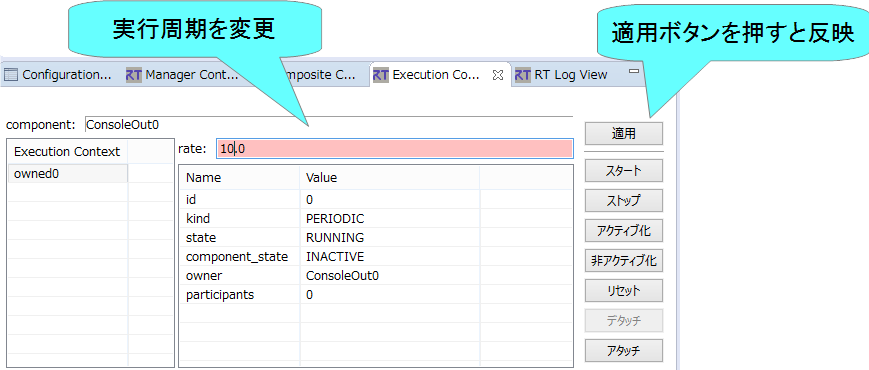 実行周期を変更
適用ボタンを押すと反映
Configuration...
RT Manager Cont...
mposite C...
RT Execution Co...
RT RT Log View
component: ConsoleOut0
適用
Execution Context
rate: 10.0
owned0
Name Value
id 0
kind PERIODIC
state RUNNING
component_state INACTIVE
owner ConsoleOut0
participants 0
スタート
ストップ
アクティブ化
非アクティブ化
リセット
デタッチ
アタッチ